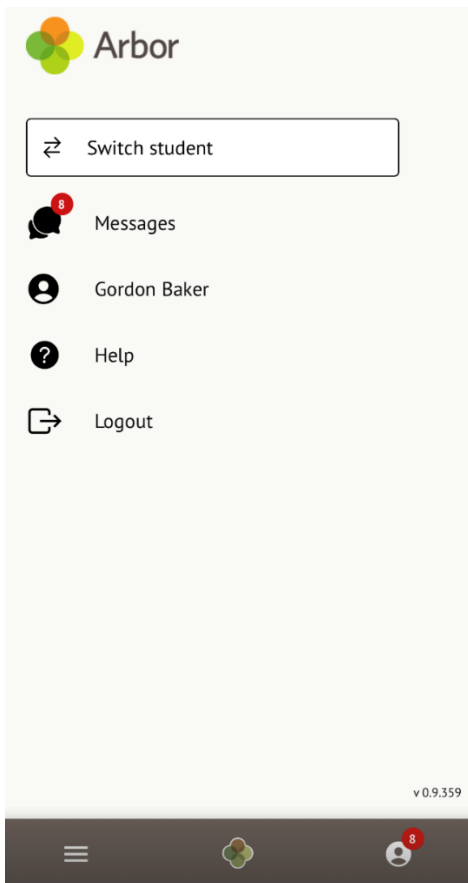 Arbor
Switch student
8
Messages
Gordon Baker
?
Help
Logout
v 0.9.359
8